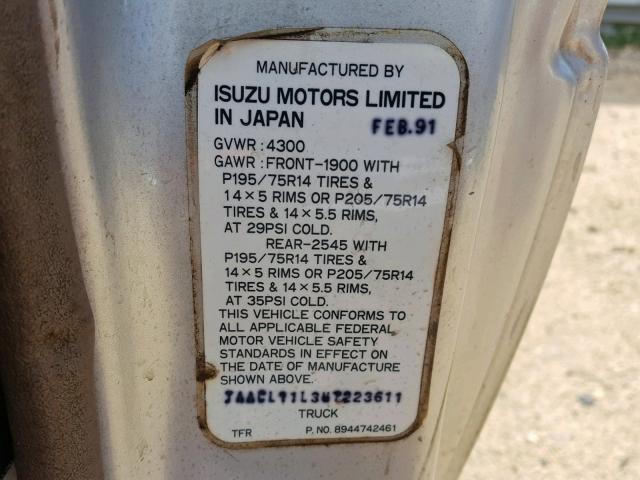 MANUFACTURED BY
ISUZU MOTORS LIMITED
IN JAPAN FEB.91
GVWR : 4300
GAWR : FRONT-1900 WITH
P195/75R14 TIRES &
14×5 RIMS OR P205/75R14
TIRES & 14×5.5 RIMS,
AT 29PSI COLD.
REAR-2545 WITH
P195/75R14 TIRES &
14×5 RIMS OR P205/75R14
TIRES & 14×5.5 RIMS,
AT 35PSI COLD.
THIS VEHICLE CONFORMS TO
ALL APPLICABLE FEDERAL
MOTOR VEHICLE SAFETY
STANDARDS IN EFFECT ON
THE DATE OF MANUFACTURE
SHOWN ABOVE.
JAACL11L3M7223611
TRUCK
TFR P. NO. 8944742461